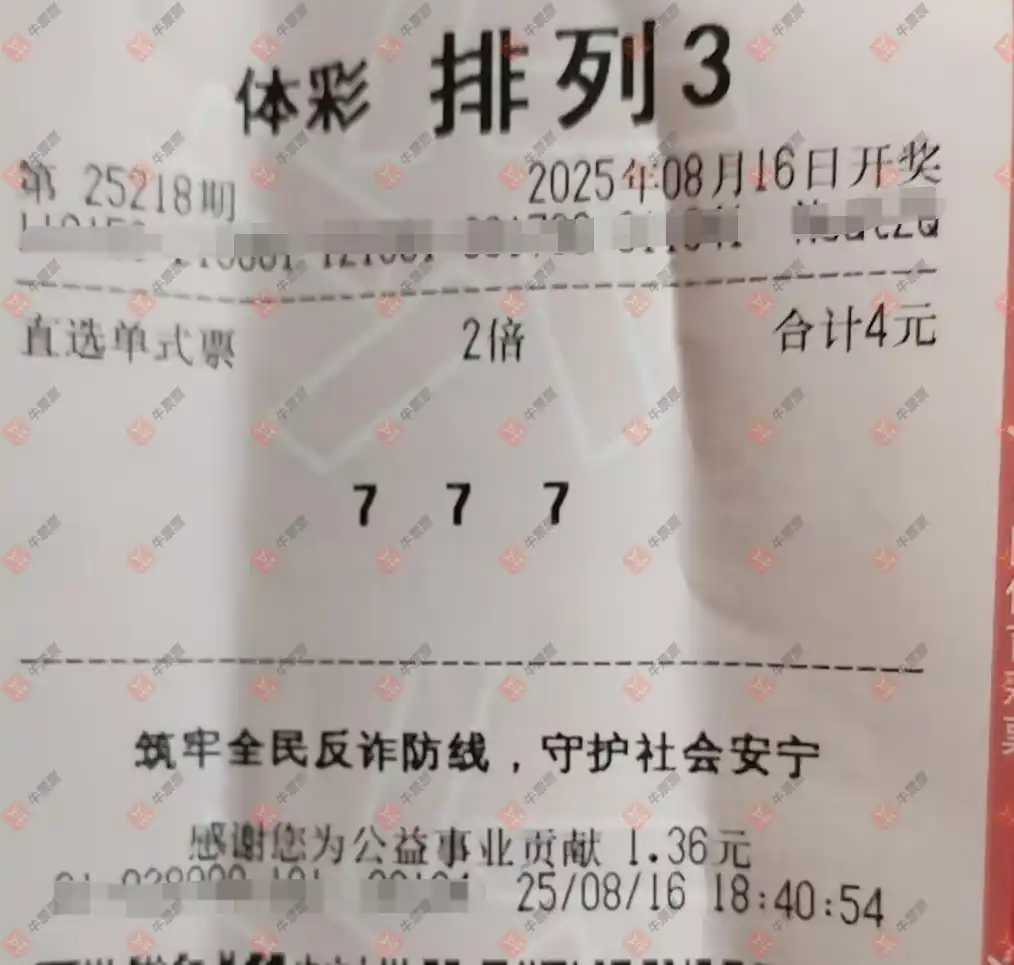 体彩 排列3
第 25218期 2025年08月16日开奖
直选单式票 2倍 合计4元
7 7 7
筑牢全民反诈防线，守护社会安宁
感谢您为公益事业贡献 1.36元
25/08/16 18:40:54
牛票票